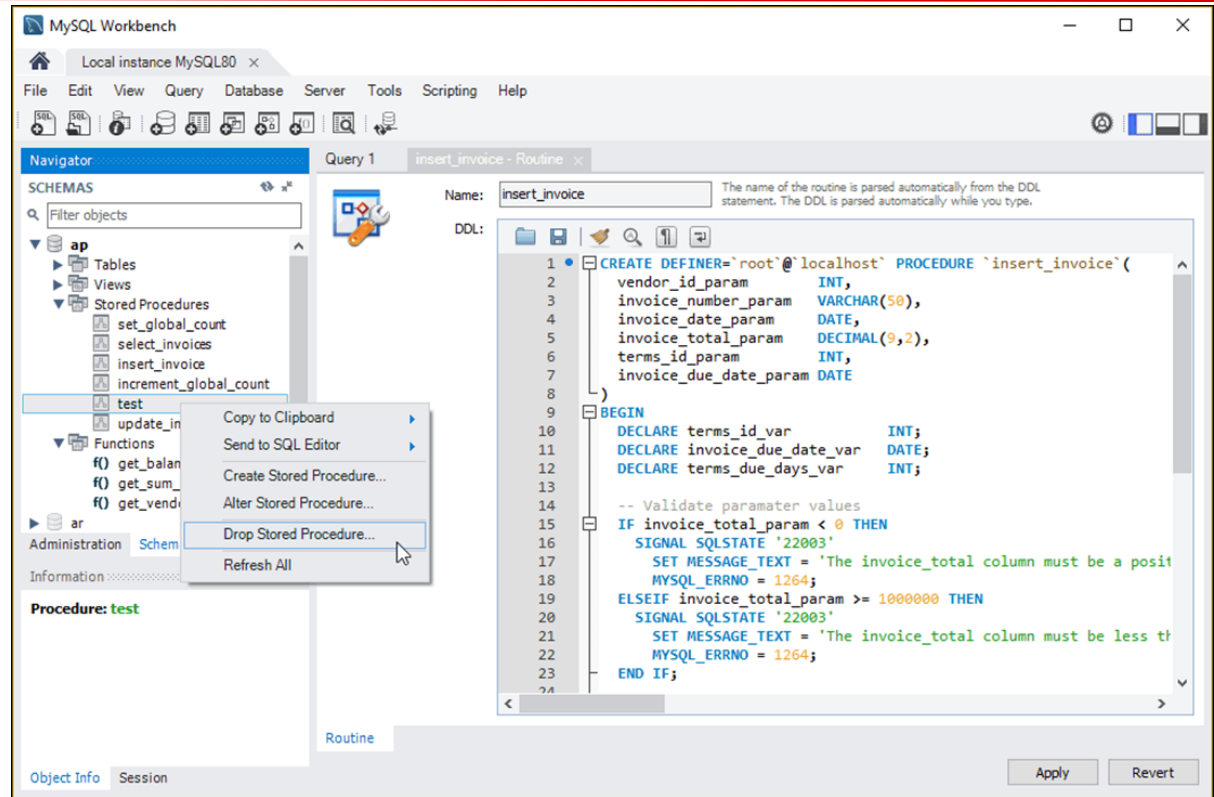 MySQL Workbench
Local instance MySQL80
File Edit View Query Database Server Tools Scripting Help
Navigator
SCHEMAS
Filter objects
ap
Tables
Views
Stored Procedures
set_global_count
select_invoices
insert_invoice
increment_global_count
test
update_in
Functions
f() get_balan
f() get_sum_
f() get_vendo
ar
Administration Schem
Copy to Clipboard
Send to SQL Editor
Create Stored Procedure...
Alter Stored Procedure...
Drop Stored Procedure...
Refresh All
Information
Procedure: test
Object Info Session
Query 1 insert_invoice - Routine
Name: insert_invoice
The name of the routine is parsed automatically from the DDL
statement. The DDL is parsed automatically while you type.
DDL:
1 CREATE DEFINER=`root`@`localhost` PROCEDURE `insert_invoice`(
2 vendor_id_param INT,
3 invoice_number_param VARCHAR(50),
4 invoice_date_param DATE,
5 invoice_total_param DECIMAL(9,2),
6 terms_id_param INT,
7 invoice_due_date_param DATE
8 )
9 BEGIN
10 DECLARE terms_id_var INT;
11 DECLARE invoice_due_date_var DATE;
12 DECLARE terms_due_days_var INT;
13
14 -- Validate paramater values
15 IF invoice_total_param < 0 THEN
16 SIGNAL SQLSTATE '22003'
17 SET MESSAGE_TEXT = 'The invoice_total column must be a posit
18 MYSQL_ERRNO = 1264;
19 ELSEIF invoice_total_param >= 1000000 THEN
20 SIGNAL SQLSTATE '22003'
21 SET MESSAGE_TEXT = 'The invoice_total column must be less th
22 MYSQL_ERRNO = 1264;
23 END IF;
24
Routine
Apply Revert